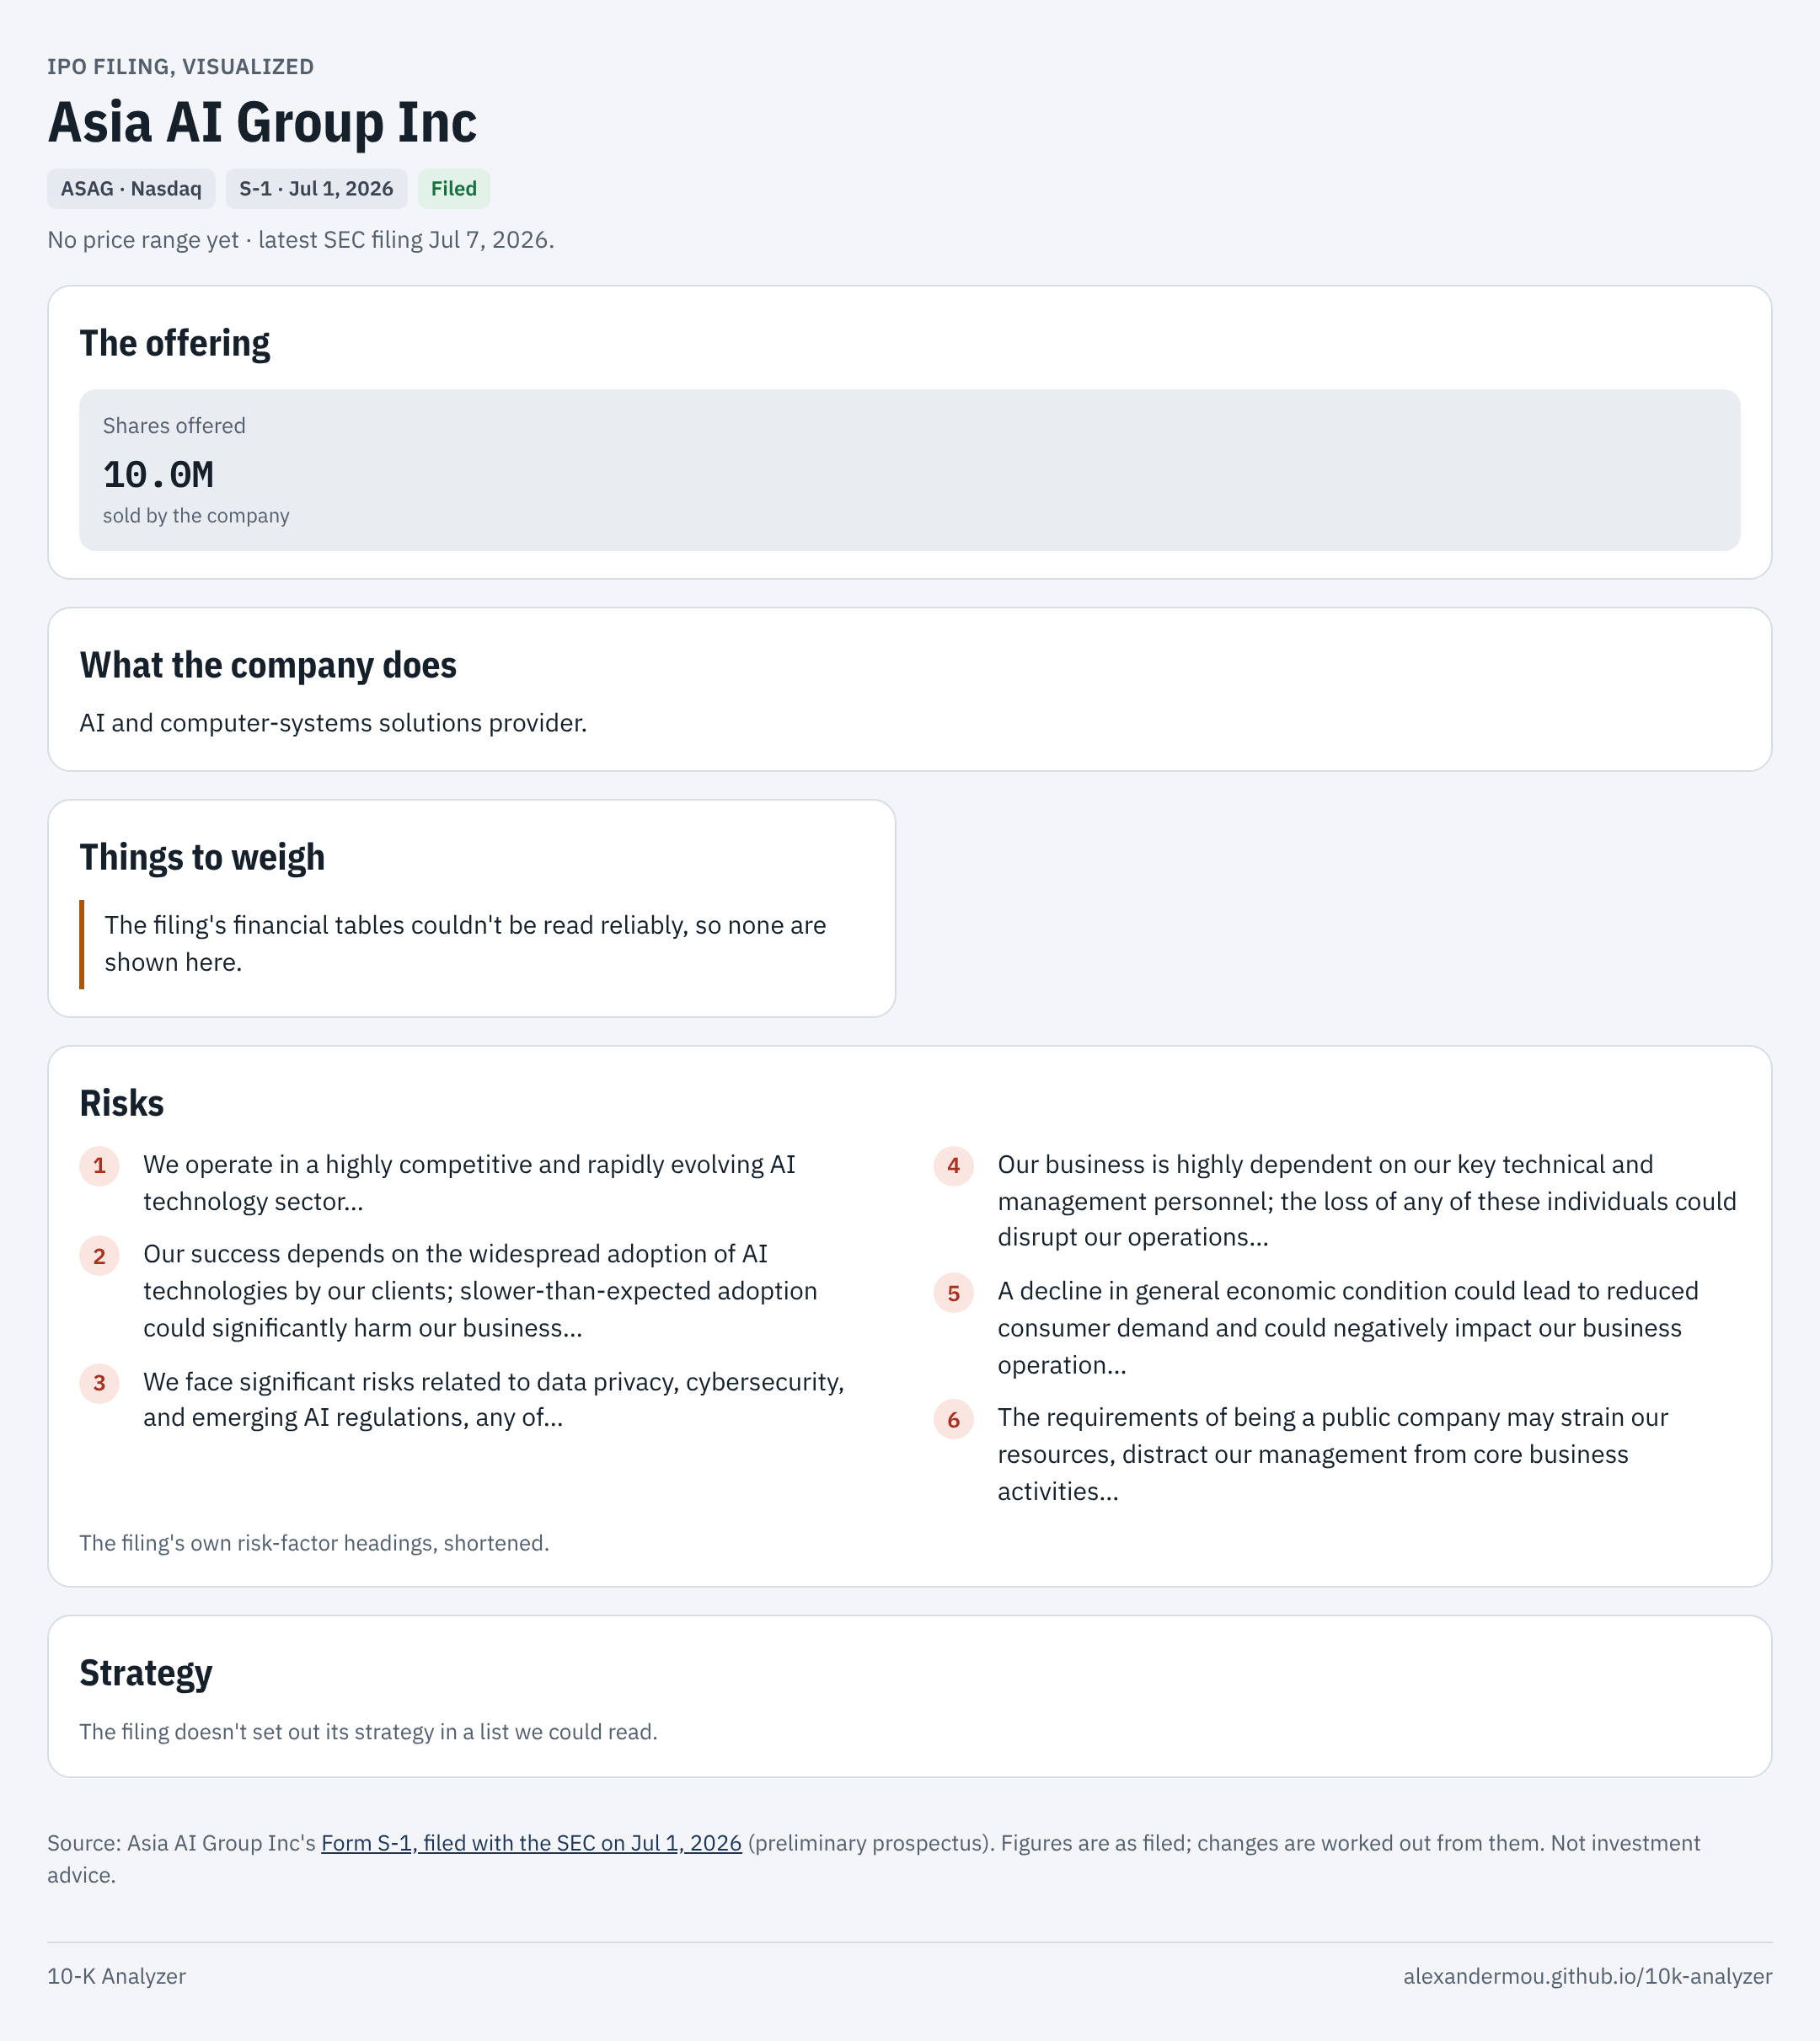 IPO FILING, VISUALIZED
Asia AI Group Inc
ASAG · Nasdaq
S-1 · Jul 1, 2026
Filed
No price range yet · latest SEC filing Jul 7, 2026.
The offering
Shares offered
10.0M
sold by the company
What the company does
AI and computer-systems solutions provider.
Things to weigh
The filing's financial tables couldn't be read reliably, so none are
shown here.
Risks
1
We operate in a highly competitive and rapidly evolving AI
technology sector…
2
Our success depends on the widespread adoption of AI
technologies by our clients; slower-than-expected adoption
could significantly harm our business…
3
We face significant risks related to data privacy, cybersecurity,
and emerging AI regulations, any of…
4
Our business is highly dependent on our key technical and
management personnel; the loss of any of these individuals could
disrupt our operations…
5
A decline in general economic condition could lead to reduced
consumer demand and could negatively impact our business
operation…
6
The requirements of being a public company may strain our
resources, distract our management from core business
activities…
The filing's own risk-factor headings, shortened.
Strategy
The filing doesn't set out its strategy in a list we could read.
Source: Asia AI Group Inc's Form S-1, filed with the SEC on Jul 1, 2026 (preliminary prospectus). Figures are as filed; changes are worked out from them. Not investment
advice.
10-K Analyzer
alexandermou.github.io/10k-analyzer